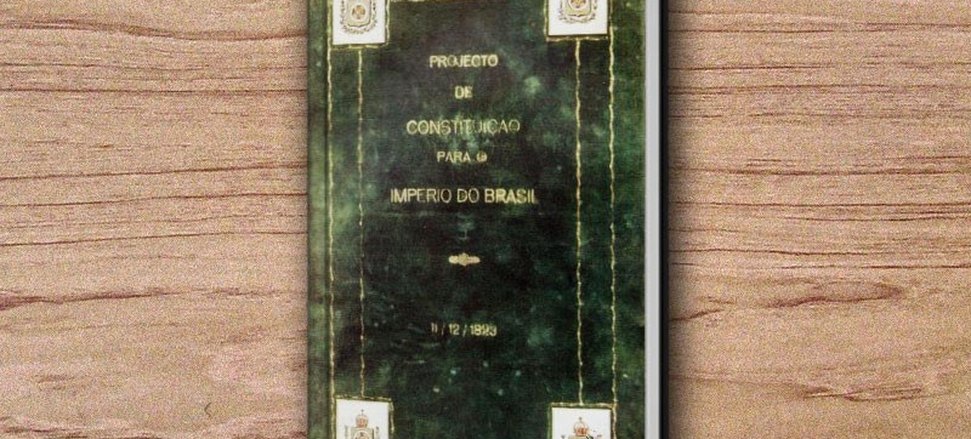 PROJECTO
DE
CONSTITUIÇAO
PARA O
IMPERIO DO BRASIL
11/12/1823